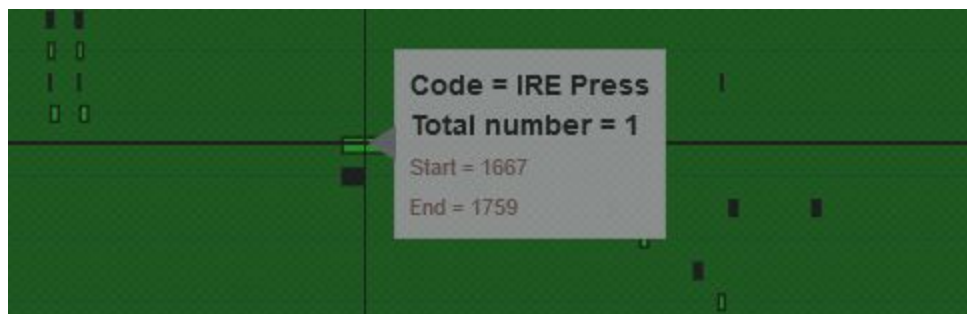 Code = IRE Press
Total number = 1
Start = 1667
End = 1759